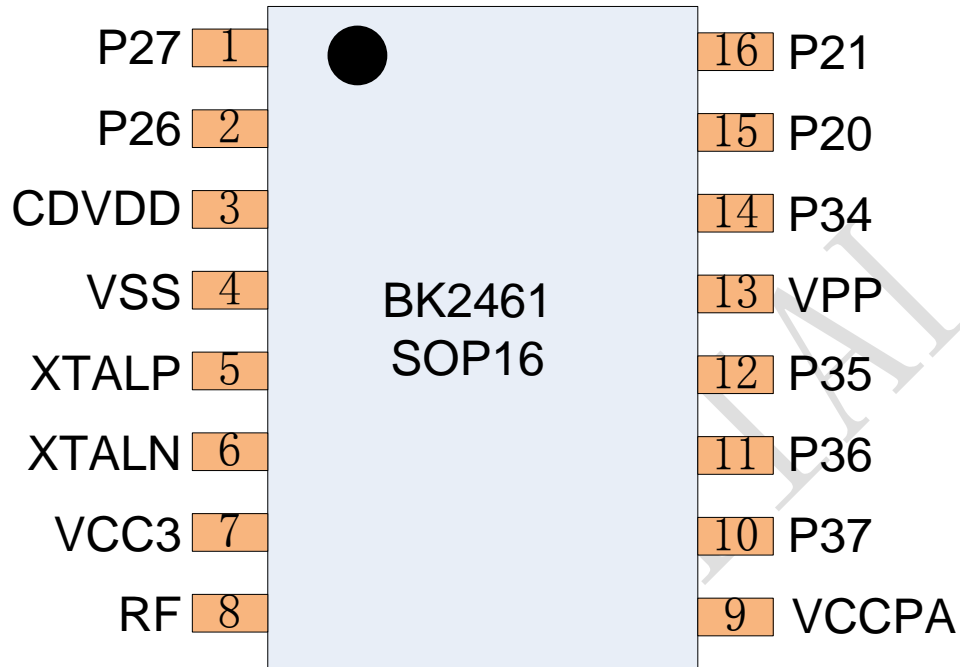 P27 1
P26 2
CDVDD 3
VSS 4
XTALP 5
XTALN 6
VCC3 7
RF 8
BK2461
SOP16
16 P21
15 P20
14 P34
13 VPP
12 P35
11 P36
10 P37
9 VCCPA